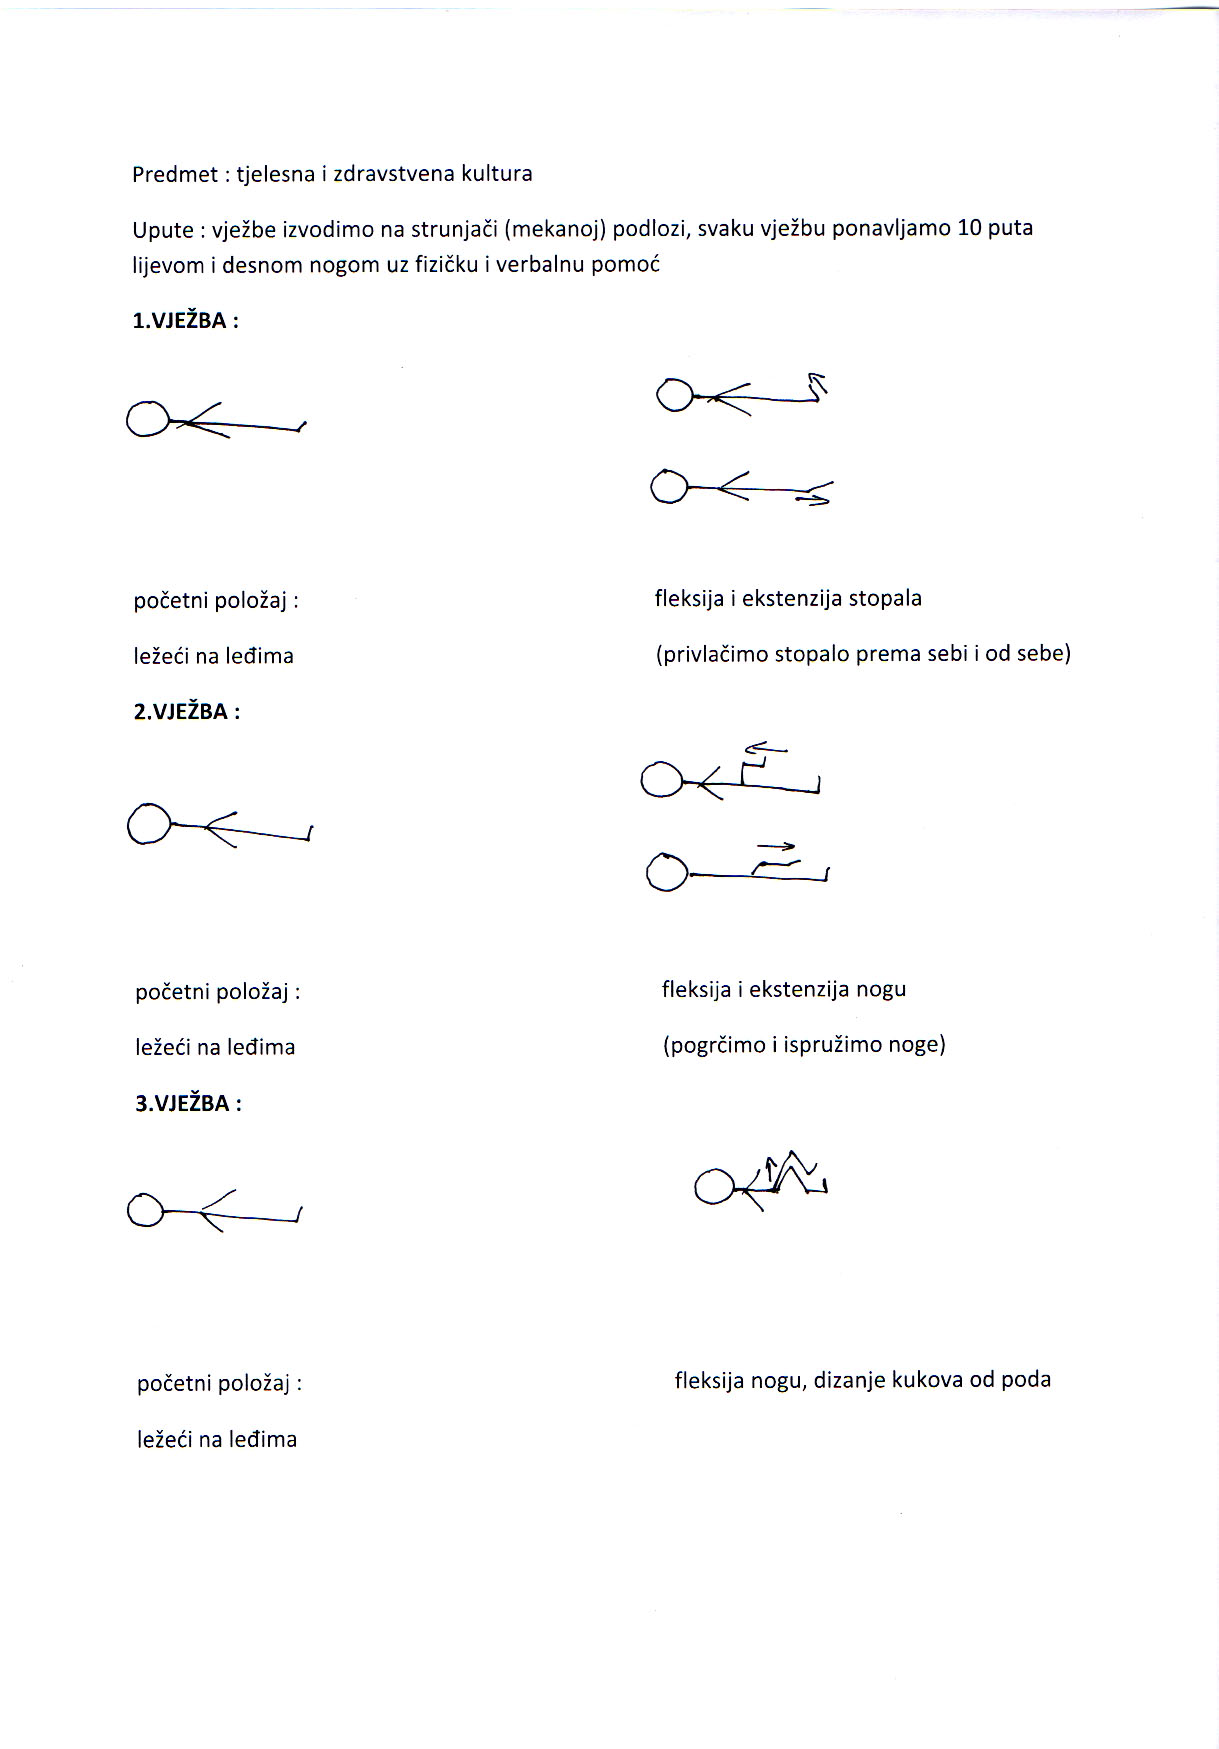 Predmet : tjelesna i zdravstvena kultura
Upute : vježbe izvodimo na strunjači (mekanoj) podlozi, svaku vježbu ponavljamo 10 puta
lijevom i desnom nogom uz fizičku i verbalnu pomoć
1.VJEŽBA :
početni položaj :
fleksija i ekstenzija stopala
ležeći na leđima
(privlačimo stopalo prema sebi i od sebe)
2.VJEŽBA :
početni položaj :
fleksija i ekstenzija nogu
ležeći na leđima
(pogrčimo i ispružimo noge)
3.VJEŽBA :
početni položaj :
fleksija nogu, dizanje kukova od poda
ležeći na leđima